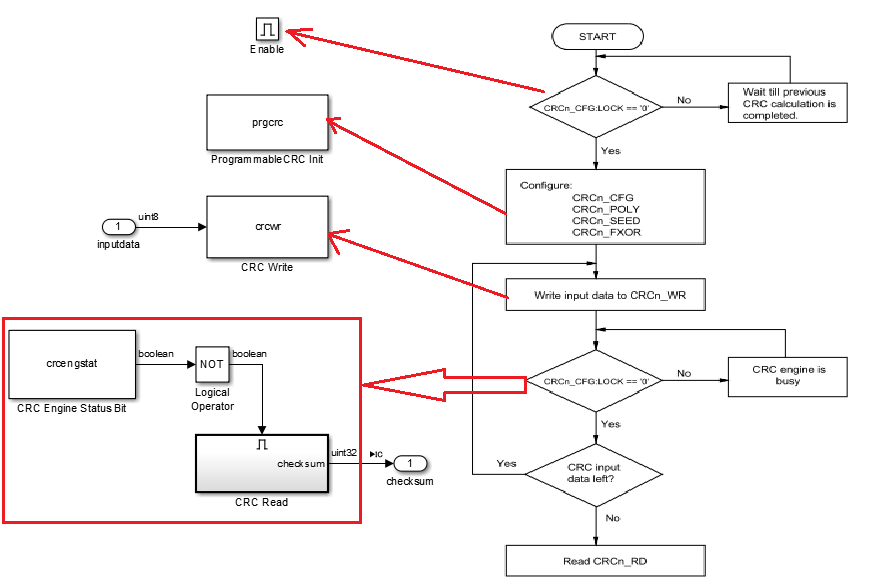 Enable
prgcrc
ProgrammableCRC Init
uint8
1
inputdata
crcwr
CRC Write
crcengstat
CRC Engine Status Bit
boolean
NOT
boolean
Logical
Operator
checksum
CRC Read
uint32
IC
1
checksum
START
CRCn_CFG:LOCK == '0'
No
Wait till previous
CRC calculation is
completed.
Yes
Configure:
CRCn_CFG
CRCn_POLY
CRCn_SEED
CRCn_FXOR
Write input data to CRCn_WR
CRCn_CFG:LOCK == '0'
No
CRC engine is
busy
Yes
CRC input
data left?
Yes
No
Read CRCn_RD